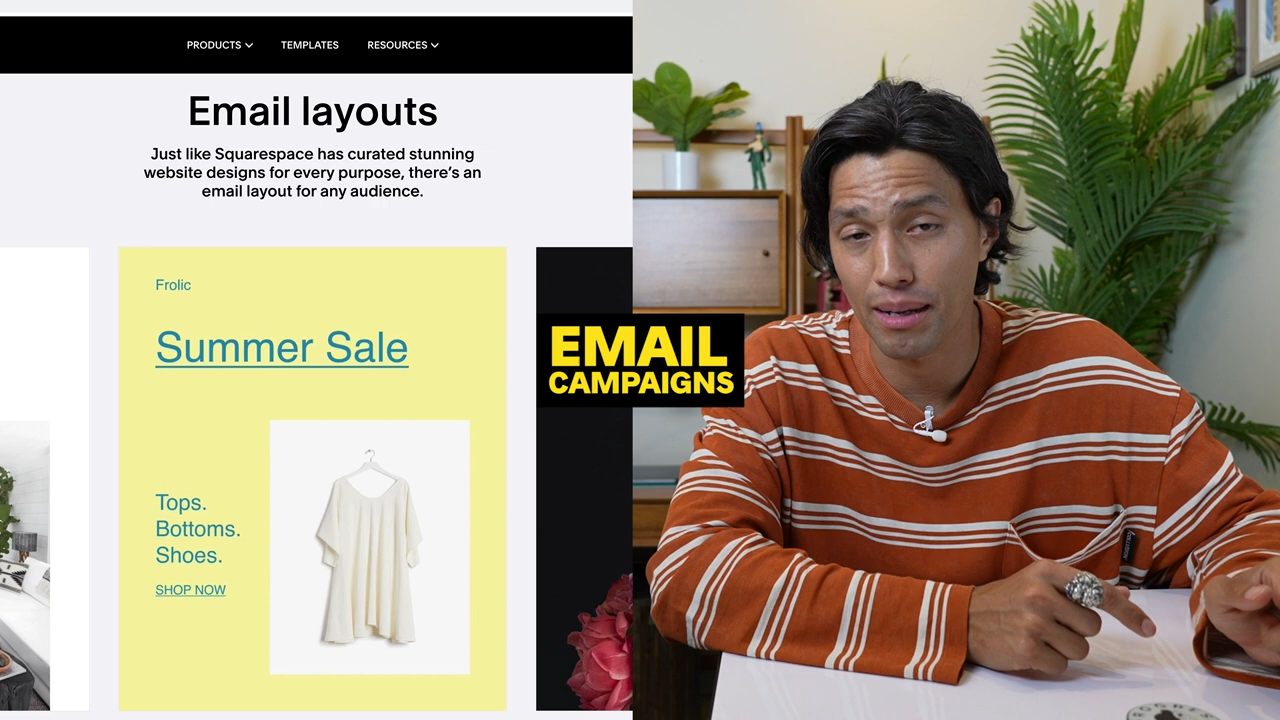 PRODUCTS
TEMPLATES
RESOURCES
Email layouts
Just like Squarespace has curated stunning
website designs for every purpose, there's an
email layout for any audience.
Frolic
Summer Sale
Tops.
Bottoms.
Shoes.
SHOP NOW
EMAIL
CAMPAIGNS